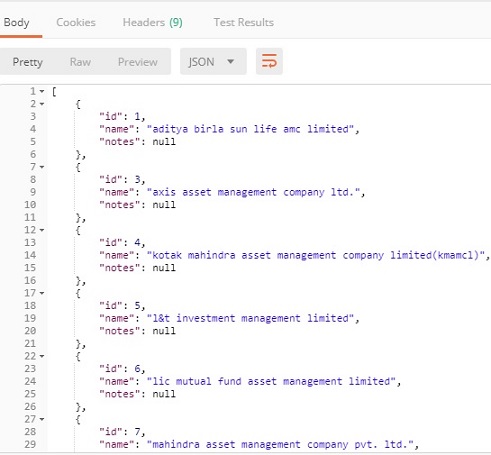 Body Cookies Headers (9) Test Results
Pretty Raw Preview JSON
1 [
2 {
3 "id": 1,
4 "name": "aditya birla sun life amc limited",
5 "notes": null
6 },
7 {
8 "id": 3,
9 "name": "axis asset management company ltd.",
10 "notes": null
11 },
12 {
13 "id": 4,
14 "name": "kotak mahindra asset management company limited(kmamcl)",
15 "notes": null
16 },
17 {
18 "id": 5,
19 "name": "l&t investment management limited",
20 "notes": null
21 },
22 {
23 "id": 6,
24 "name": "lic mutual fund asset management limited",
25 "notes": null
26 },
27 {
28 "id": 7,
29 "name": "mahindra asset management company pvt. ltd.",